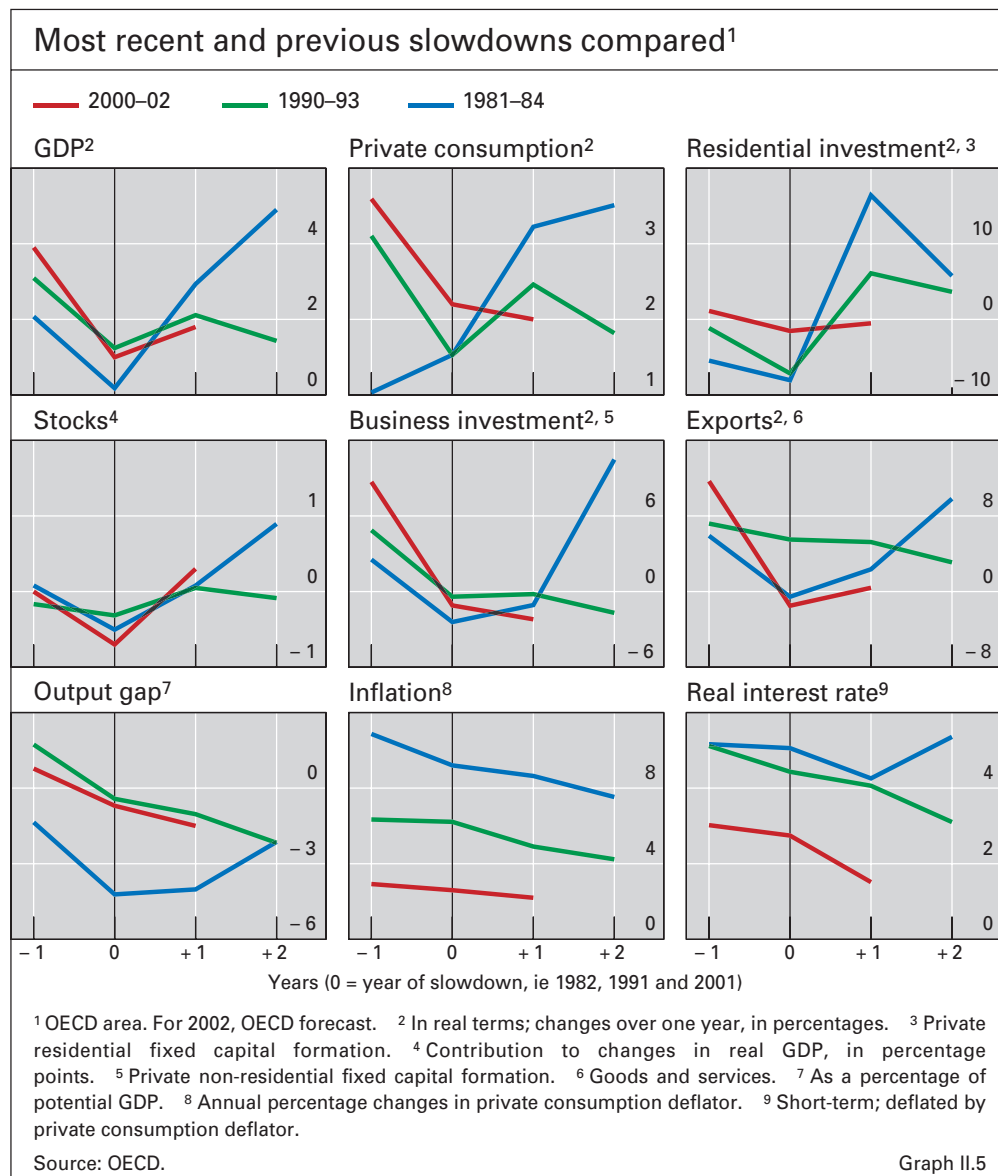 Most recent and previous slowdowns compared¹
2000–02 1990–93 1981–84
GDP² Private consumption² Residential investment²˒ ³
4 3 10
2 2 0
0 1 – 10
Stocks⁴ Business investment²˒ ⁵ Exports²˒ ⁶
1 6 8
0 0 0
– 1 – 6 – 8
Output gap⁷ Inflation⁸ Real interest rate⁹
0 8 4
– 3 4 2
– 6 0 0
– 1 0 + 1 + 2 – 1 0 + 1 + 2 – 1 0 + 1 + 2
Years (0 = year of slowdown, ie 1982, 1991 and 2001)
¹ OECD area. For 2002, OECD forecast. ² In real terms; changes over one year, in percentages. ³ Private
residential fixed capital formation. ⁴ Contribution to changes in real GDP, in percentage
points. ⁵ Private non-residential fixed capital formation. ⁶ Goods and services. ⁷ As a percentage of
potential GDP. ⁸ Annual percentage changes in private consumption deflator. ⁹ Short-term; deflated by
private consumption deflator.
Source: OECD. Graph II.5